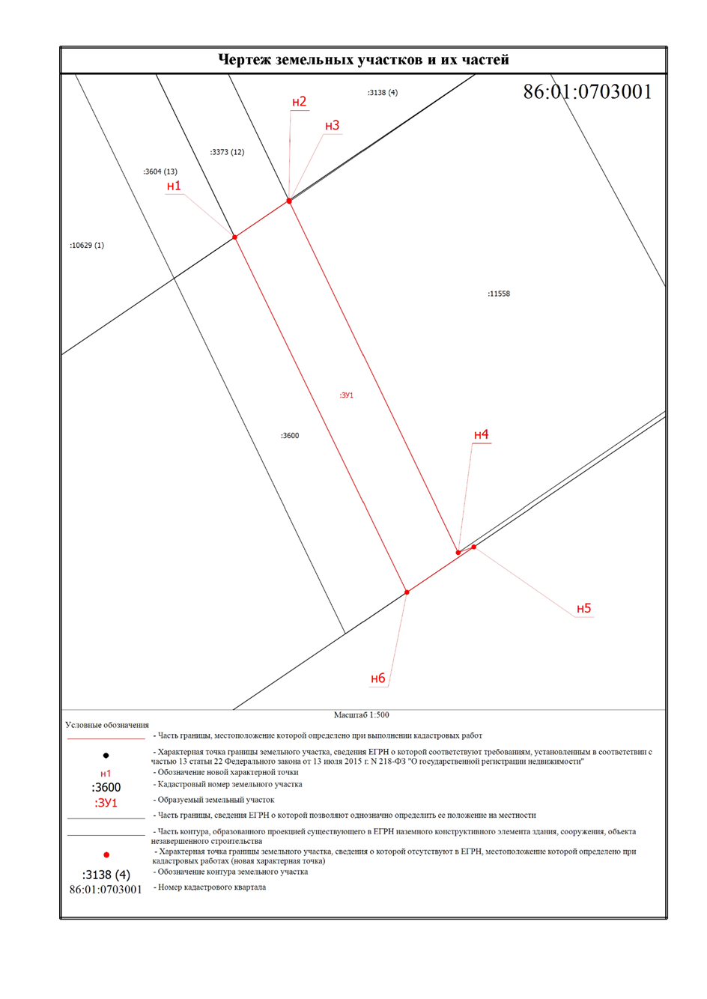 Чертеж земельных участков и их частей
86:01:0703001
:3138 (4)
н2
н3
:3373 (12)
:3604 (13)
н1
:10629 (1)
:11558
:ЗУ1
:3600
н4
н5
н6
Масштаб 1:500
Условные обозначения
- Часть границы, местоположение которой определено при выполнении кадастровых работ
- Характерная точка границы земельного участка, сведения ЕГРН о которой соответствуют требованиям, установленным в соответствии с
частью 13 статьи 22 Федерального закона от 13 июля 2015 г. N 218-ФЗ "О государственной регистрации недвижимости"
н1 - Обозначение новой характерной точки
:3600 - Кадастровый номер земельного участка
:ЗУ1 - Образуемый земельный участок
- Часть границы, сведения ЕГРН о которой позволяют однозначно определить ее положение на местности
- Часть контура, образованного проекцией существующего в ЕГРН наземного конструктивного элемента здания, сооружения, объекта
незавершенного строительства
- Характерная точка границы земельного участка, сведения о которой отсутствуют в ЕГРН, местоположение которой определено при
кадастровых работах (новая характерная точка)
:3138 (4) - Обозначение контура земельного участка
86:01:0703001 - Номер кадастрового квартала